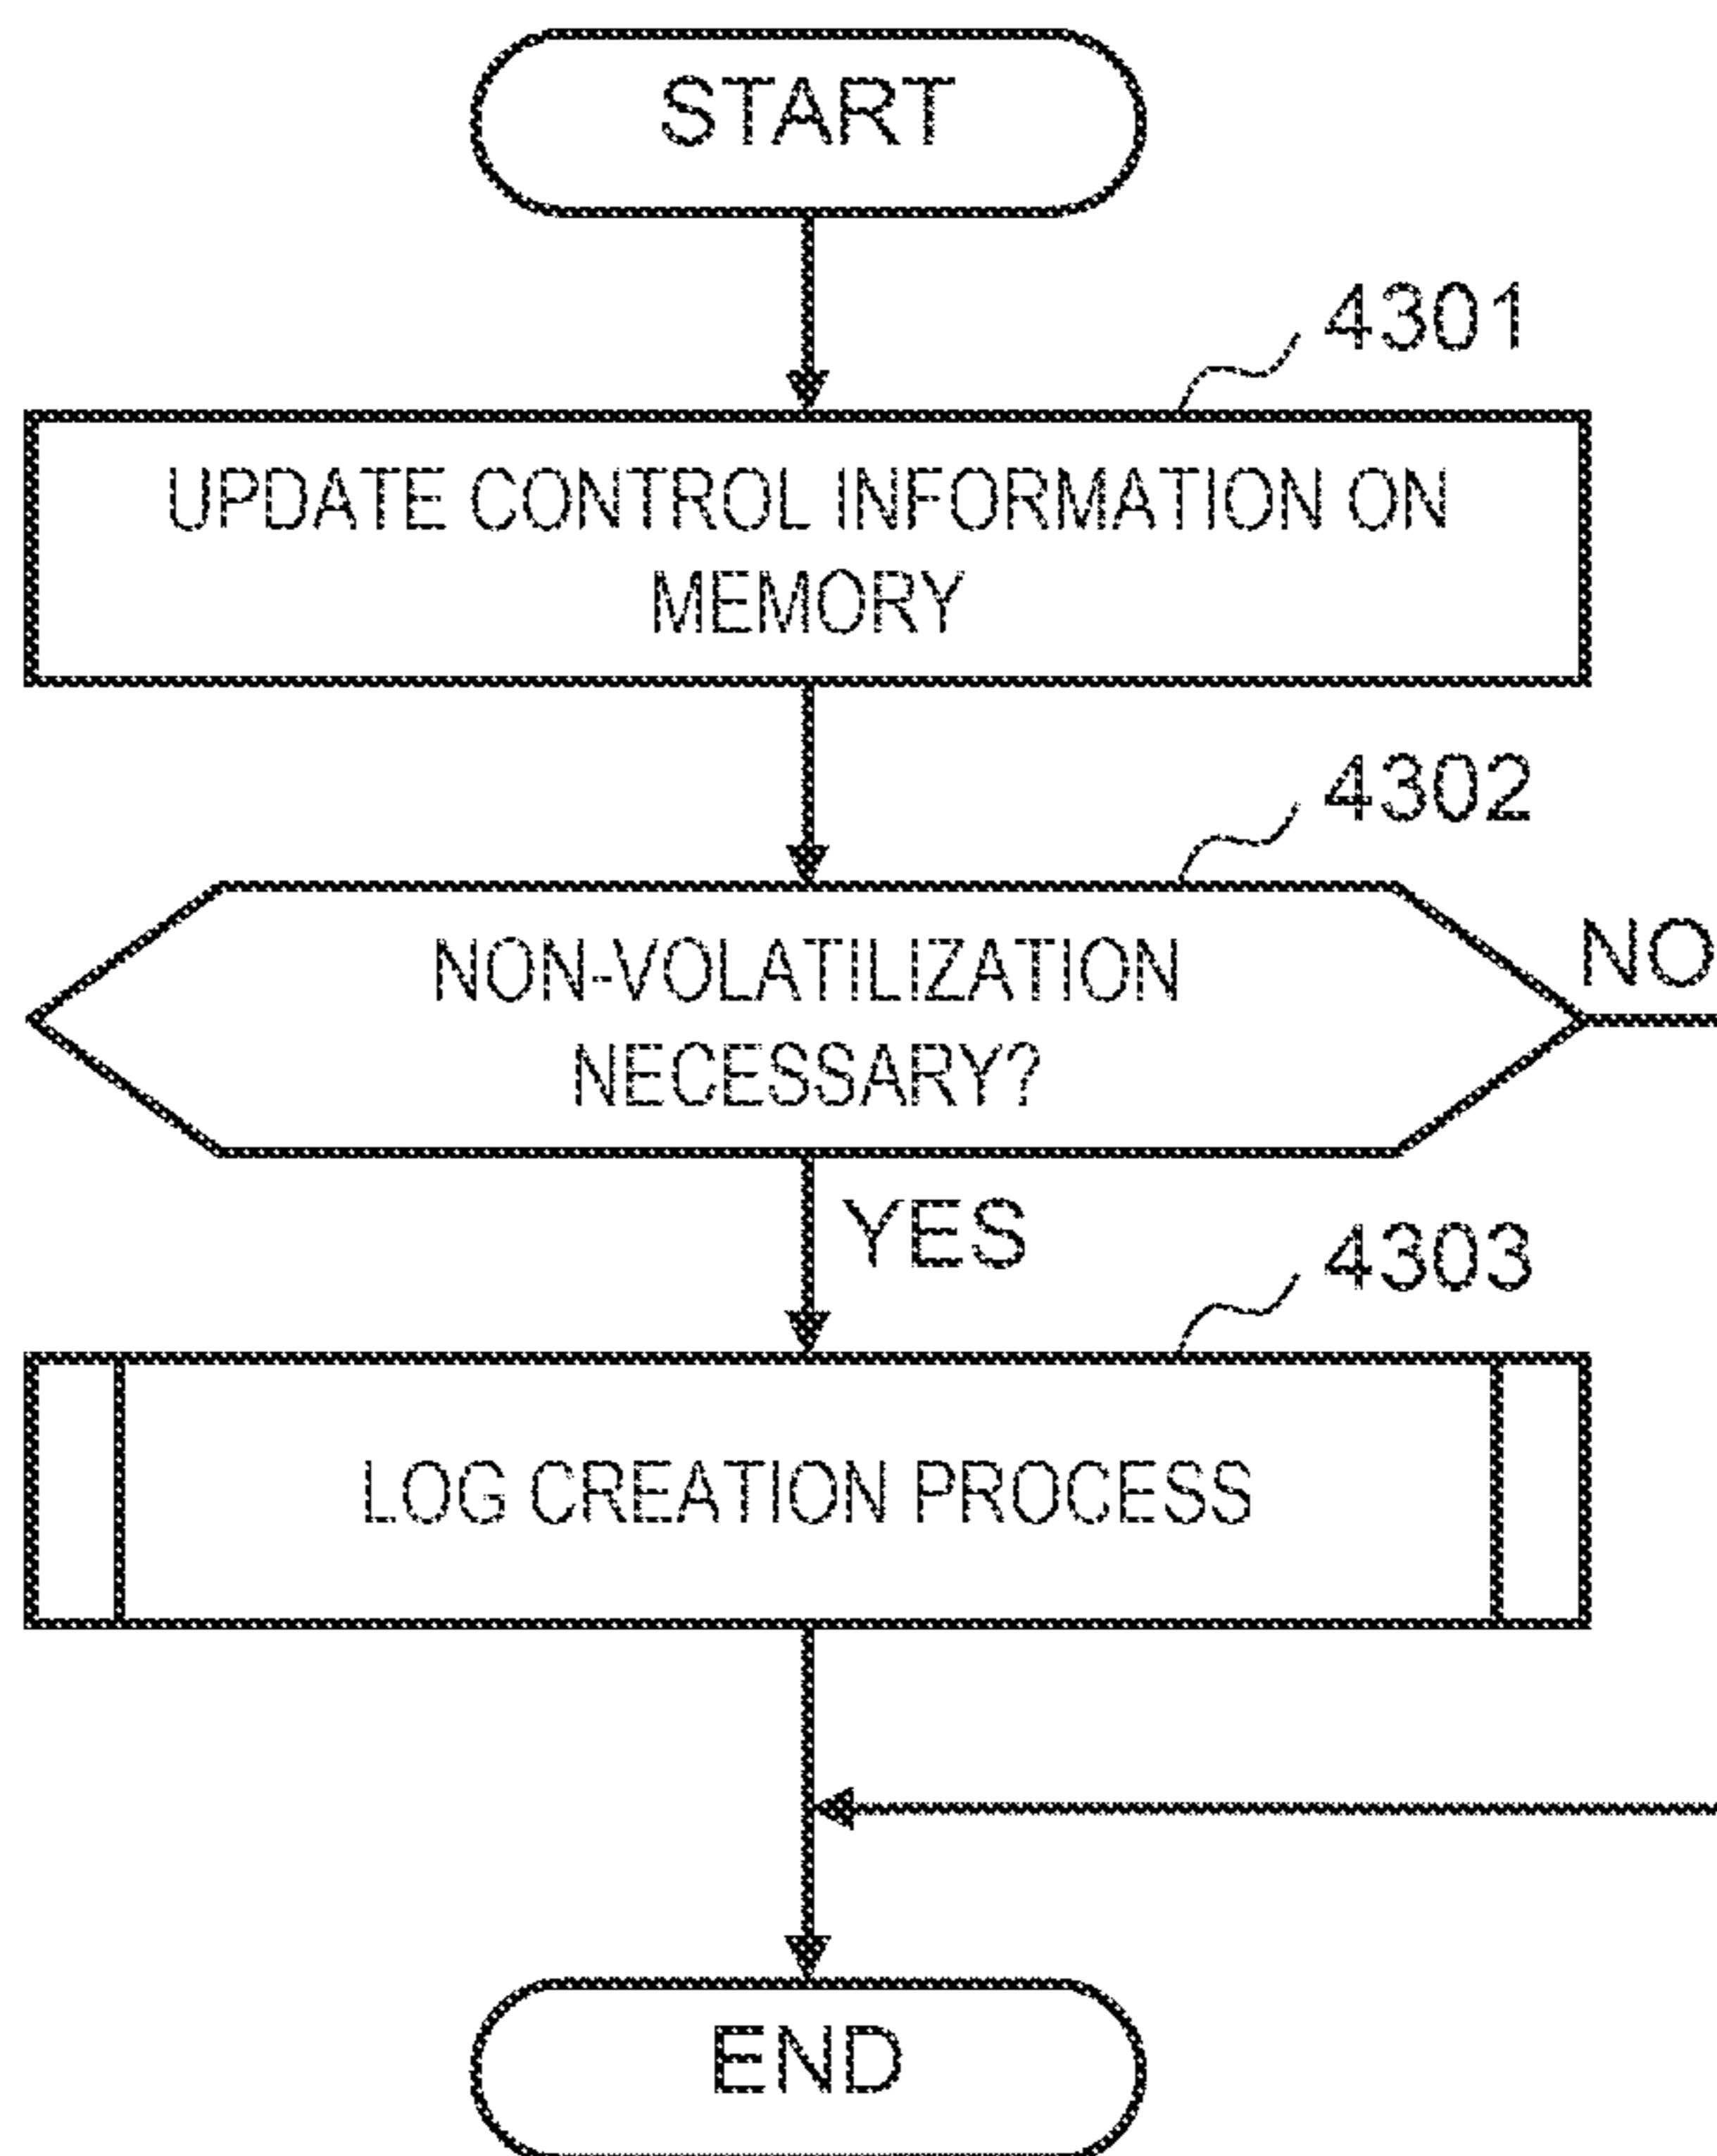 START
4301
UPDATE CONTROL INFORMATION ON
MEMORY
4302
NON-VOLATILIZATION
NECESSARY?
NO
YES
4303
LOG CREATION PROCESS
END